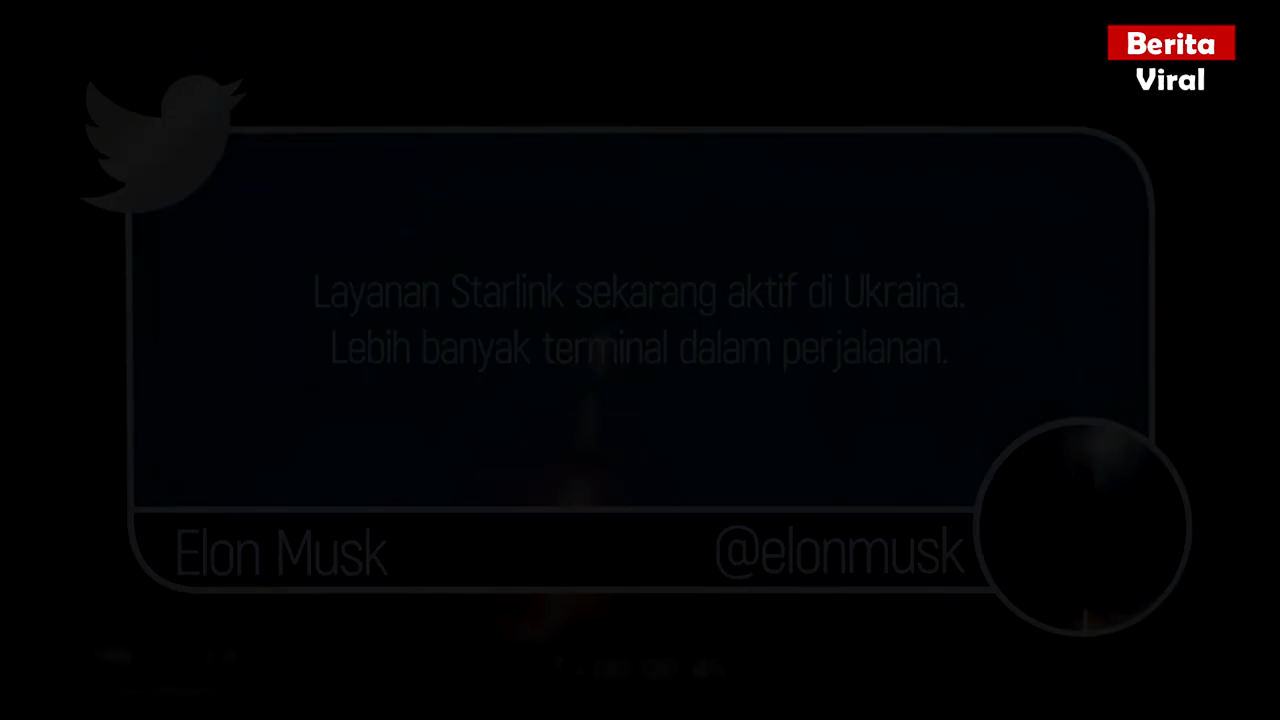 Berita
Viral
Layanan Starlink sekarang aktif di Ukraina.
Lebih banyak terminal dalam perjalanan.
Elon Musk
@elonmusk